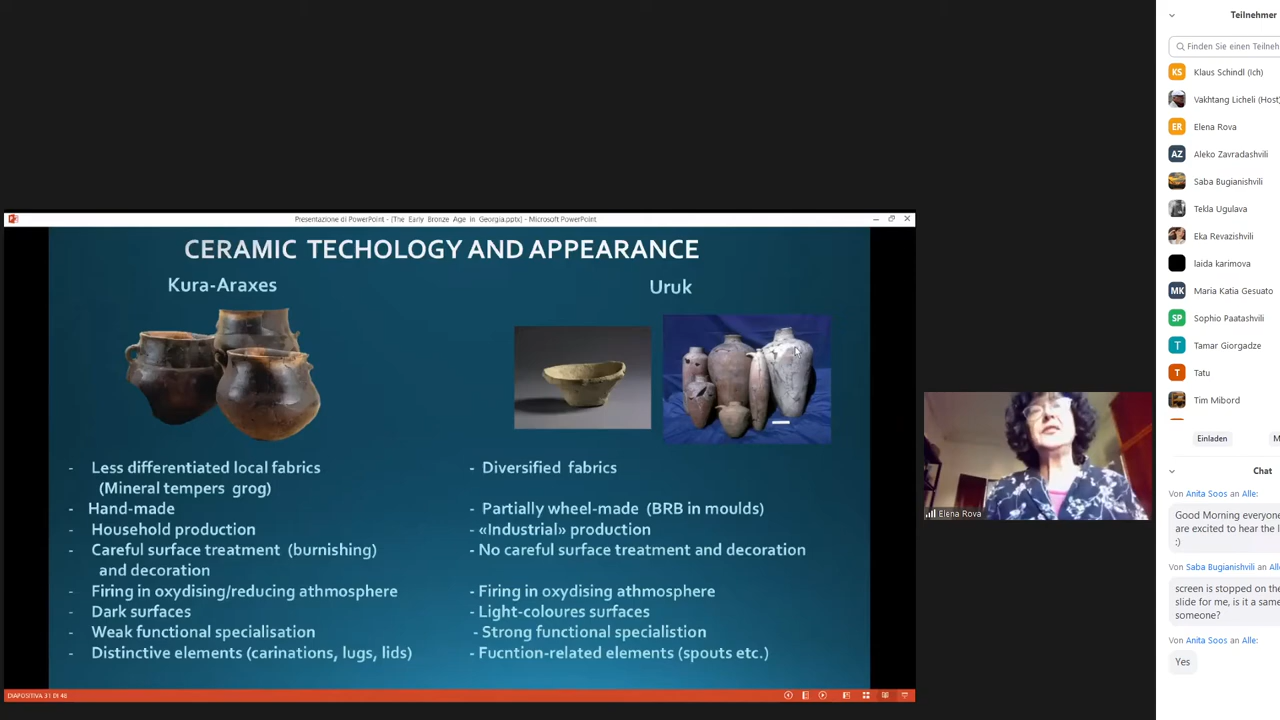 Presentazione di PowerPoint - [The Early Bronze Age in Georgia.pptx] - Microsoft PowerPoint
CERAMIC TECHOLOGY AND APPEARANCE
Kura-Araxes
- Less differentiated local fabrics
(Mineral tempers grog)
- Hand-made
- Household production
- Careful surface treatment (burnishing)
and decoration
- Firing in oxydising/reducing athmosphere
- Dark surfaces
- Weak functional specialisation
- Distinctive elements (carinations, lugs, lids)
Uruk
- Diversified fabrics
- Partially wheel-made (BRB in moulds)
- «Industrial» production
- No careful surface treatment and decoration
- Firing in oxydising athmosphere
- Light-coloures surfaces
- Strong functional specialistion
- Fucntion-related elements (spouts etc.)
DIAPOSITIVA 31 DI 48
Elena Rova
Teilnehmer
Finden Sie einen Teilneh
KS Klaus Schindl (Ich)
Vakhtang Licheli (Host)
ER Elena Rova
AZ Aleko Zavradashvili
Saba Bugianishvili
Tekla Ugulava
Eka Revazishvili
laida karimova
MK Maria Katia Gesuato
SP Sophio Paatashvili
T Tamar Giorgadze
T Tatu
Tim Mibord
Einladen
M
Chat
Von Anita Soos an Alle:
Good Morning everyone
are excited to hear the l
:)
Von Saba Bugianishvili an Alle
screen is stopped on the
slide for me, is it a same
someone?
Von Anita Soos an Alle:
Yes